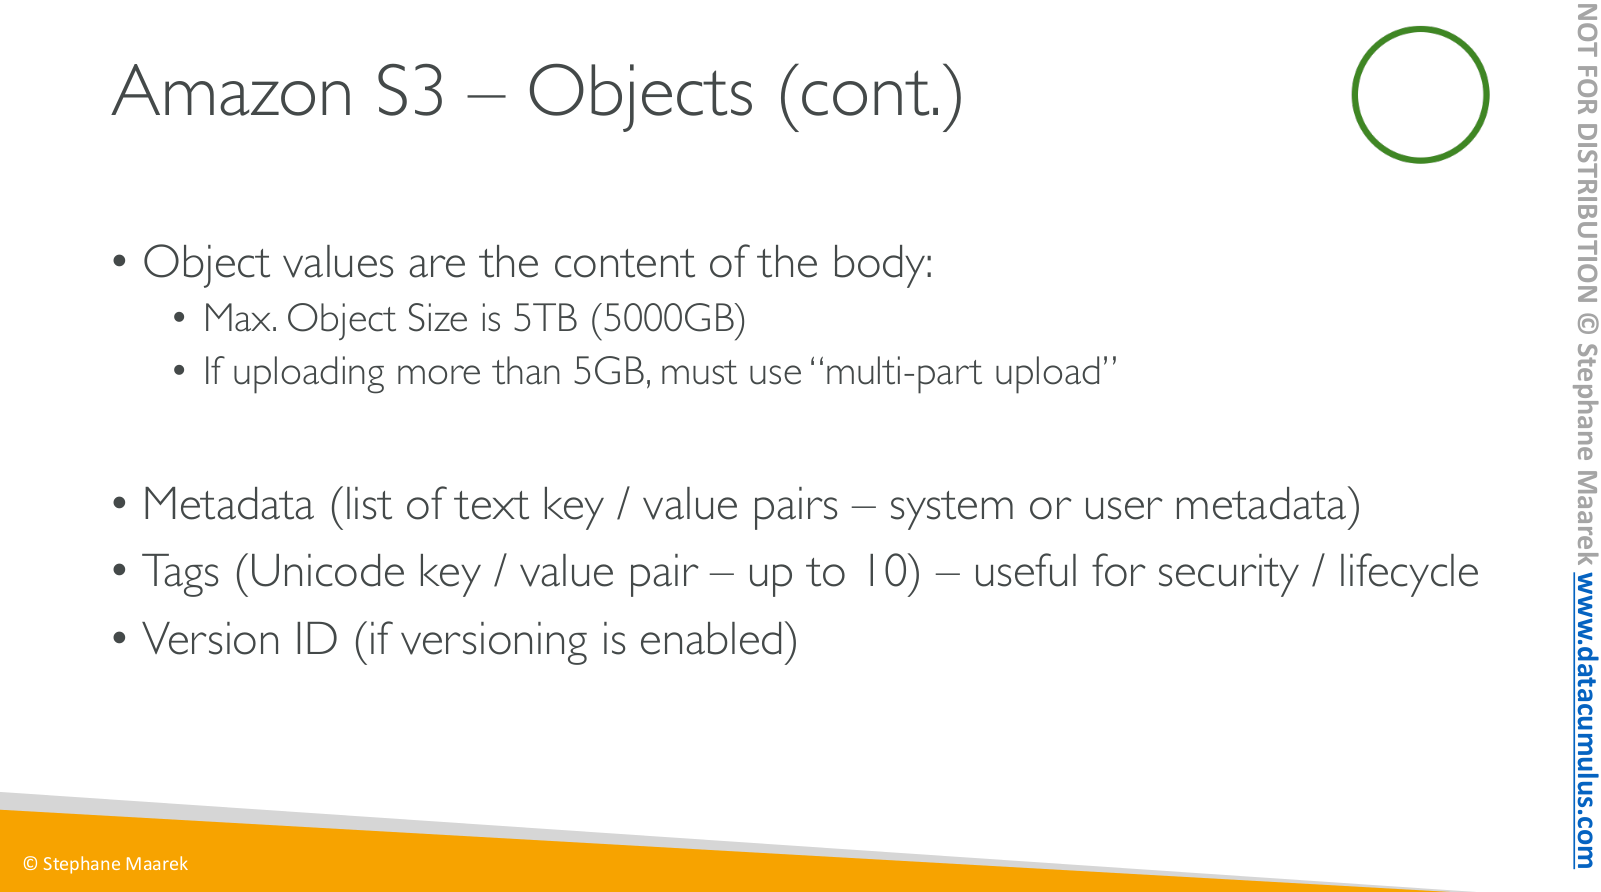 Amazon S3 – Objects (cont.)
• Object values are the content of the body:
• Max. Object Size is 5TB (5000GB)
• If uploading more than 5GB, must use “multi-part upload”
• Metadata (list of text key / value pairs – system or user metadata)
• Tags (Unicode key / value pair – up to 10) – useful for security / lifecycle
• Version ID (if versioning is enabled)
© Stephane Maarek
NOT FOR DISTRIBUTION © Stephane Maarek www.datacumulus.com